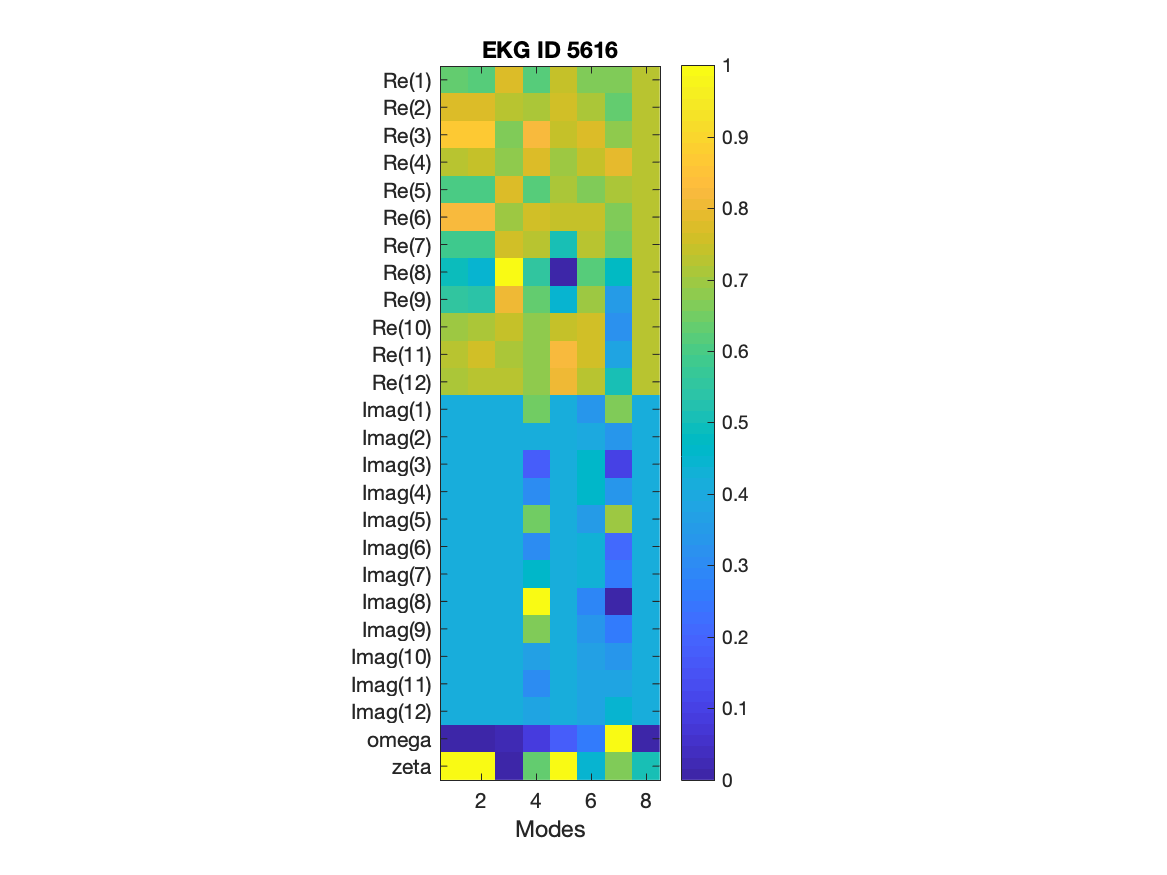 EKG ID 5616
Re(1)
Re(2)
Re(3)
Re(4)
Re(5)
Re(6)
Re(7)
Re(8)
Re(9)
Re(10)
Re(11)
Re(12)
Imag(1)
Imag(2)
Imag(3)
Imag(4)
Imag(5)
Imag(6)
Imag(7)
Imag(8)
Imag(9)
Imag(10)
Imag(11)
Imag(12)
omega
zeta
2 4 6 8
Modes
1
0.9
0.8
0.7
0.6
0.5
0.4
0.3
0.2
0.1
0